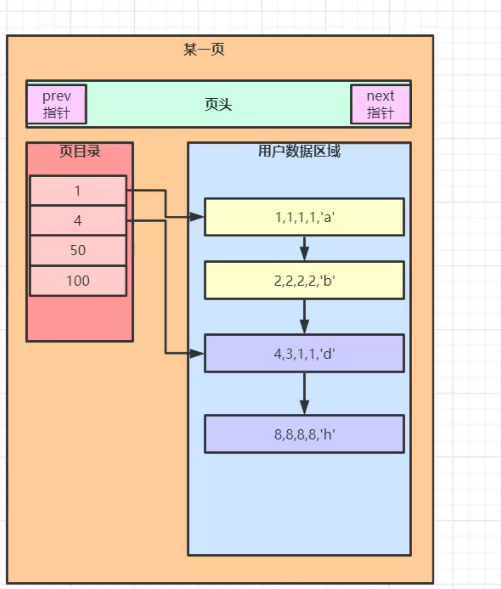 某一页
prev
指针
页头
next
指针
页目录
1
4
50
100
用户数据区域
1,1,1,1,'a'
2,2,2,2,'b'
4,3,1,1,'d'
8,8,8,8,'h'